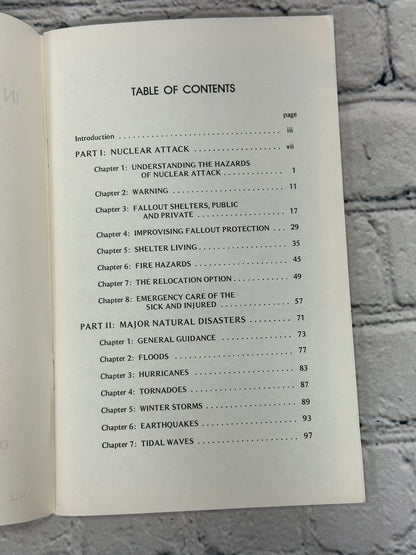 TABLE OF CONTENTS
page
Introduction . . . . . . . . . . . . . . . . . . . . . . . . . . . . . . . . iii
PART I: NUCLEAR ATTACK . . . . . . . . . . . . . . . . . . . vii
Chapter 1: UNDERSTANDING THE HAZARDS
OF NUCLEAR ATTACK . . . . . . . . . . . . . 1
Chapter 2: WARNING . . . . . . . . . . . . . . . . . . . . . . . . 11
Chapter 3: FALLOUT SHELTERS, PUBLIC
AND PRIVATE . . . . . . . . . . . . . . . . . . . 17
Chapter 4: IMPROVISING FALLOUT PROTECTION . . . 29
Chapter 5: SHELTER LIVING . . . . . . . . . . . . . . . . . . . 35
Chapter 6: FIRE HAZARDS . . . . . . . . . . . . . . . . . . . . 45
Chapter 7: THE RELOCATION OPTION . . . . . . . . . . . . 49
Chapter 8: EMERGENCY CARE OF THE
SICK AND INJURED . . . . . . . . . . . . . . . 57
PART II: MAJOR NATURAL DISASTERS . . . . . . . . . 71
Chapter 1: GENERAL GUIDANCE . . . . . . . . . . . . . . . 73
Chapter 2: FLOODS . . . . . . . . . . . . . . . . . . . . . . . . . 77
Chapter 3: HURRICANES . . . . . . . . . . . . . . . . . . . . . 83
Chapter 4: TORNADOES . . . . . . . . . . . . . . . . . . . . . . 87
Chapter 5: WINTER STORMS . . . . . . . . . . . . . . . . . . . 89
Chapter 6: EARTHQUAKES . . . . . . . . . . . . . . . . . . . . 93
Chapter 7: TIDAL WAVES . . . . . . . . . . . . . . . . . . . . . 97